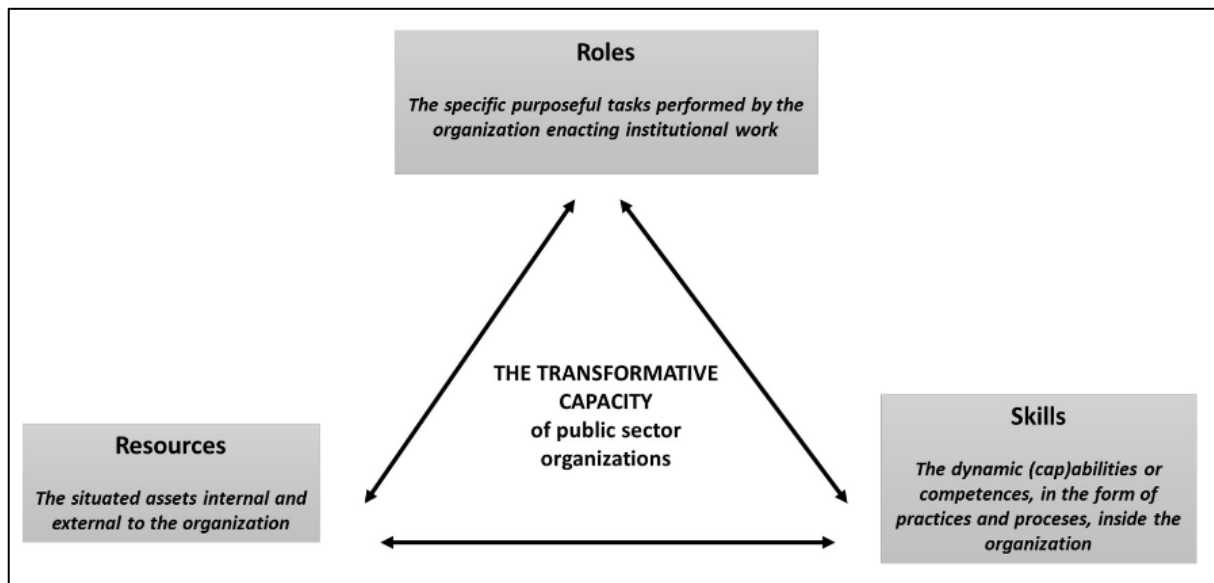 Roles
The specific purposeful tasks performed by the
organization enacting institutional work
THE TRANSFORMATIVE
CAPACITY
of public sector
organizations
Resources
The situated assets internal and
external to the organization
Skills
The dynamic (cap)abilities or
competences, in the form of
practices and proceses, inside the
organization